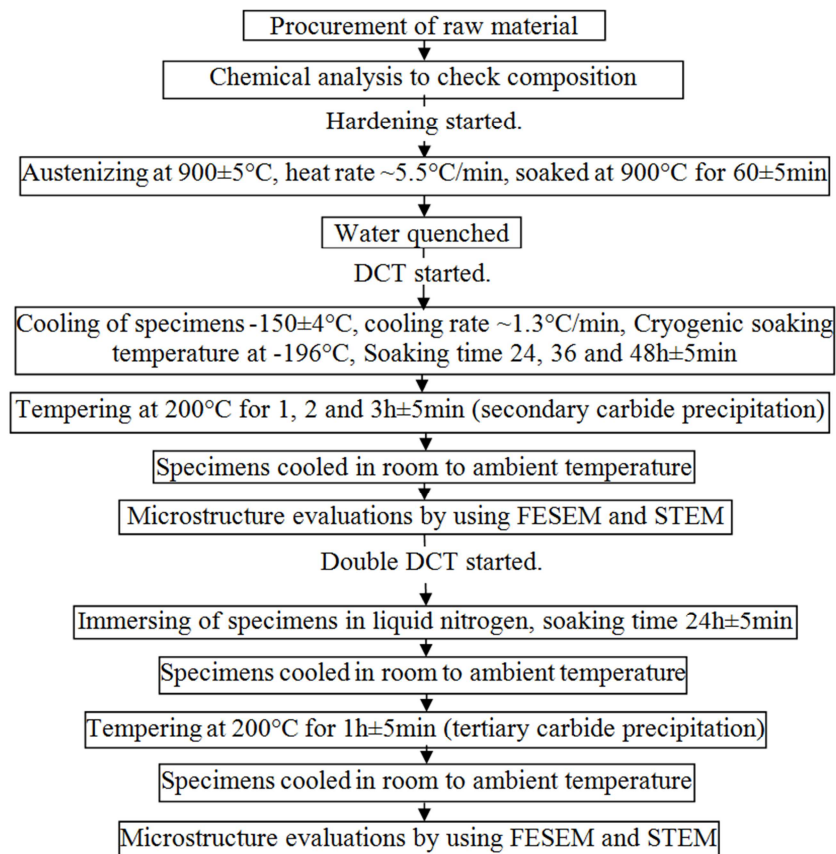 Procurement of raw material
Chemical analysis to check composition
Hardening started.
Austenizing at 900±5°C, heat rate ~5.5°C/min, soaked at 900°C for 60±5min
Water quenched
DCT started.
Cooling of specimens -150±4°C, cooling rate ~1.3°C/min, Cryogenic soaking
temperature at -196°C, Soaking time 24, 36 and 48h±5min
Tempering at 200°C for 1, 2 and 3h±5min (secondary carbide precipitation)
Specimens cooled in room to ambient temperature
Microstructure evaluations by using FESEM and STEM
Double DCT started.
Immersing of specimens in liquid nitrogen, soaking time 24h±5min
Specimens cooled in room to ambient temperature
Tempering at 200°C for 1h±5min (tertiary carbide precipitation)
Specimens cooled in room to ambient temperature
Microstructure evaluations by using FESEM and STEM